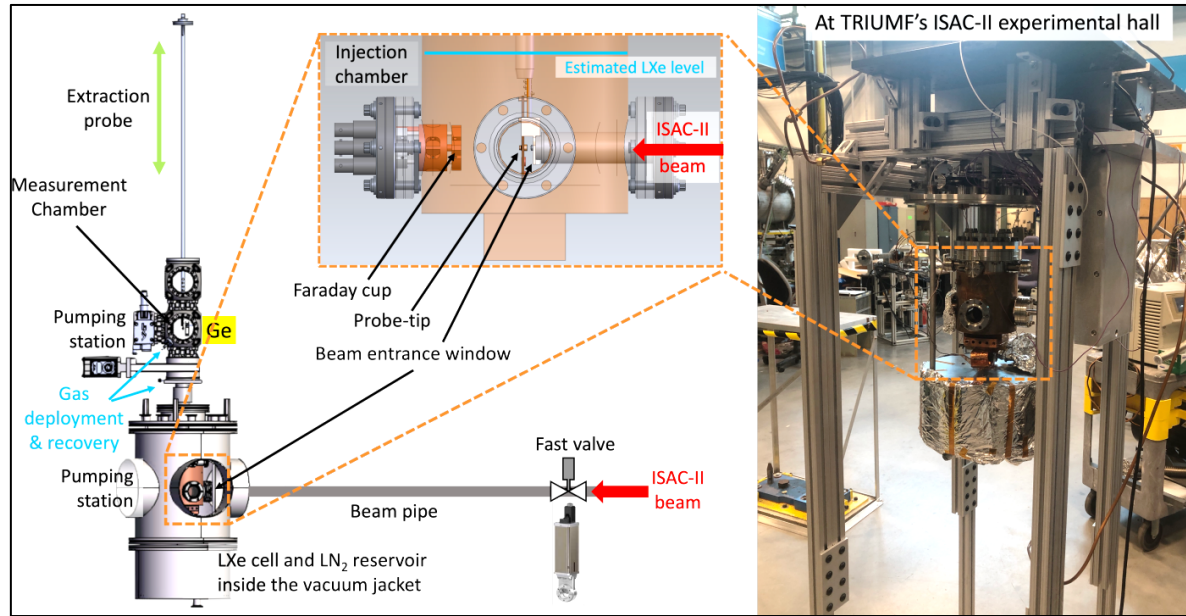 Extraction
probe
Measurement
Chamber
Pumping
station
Ge
Gas
deployment
& recovery
Pumping
station
LXe cell and LN₂ reservoir
inside the vacuum jacket
Injection
chamber
Estimated LXe level
ISAC-II
beam
Faraday cup
Probe-tip
Beam entrance window
Fast valve
ISAC-II
beam
Beam pipe
At TRIUMF's ISAC-II experimental hall